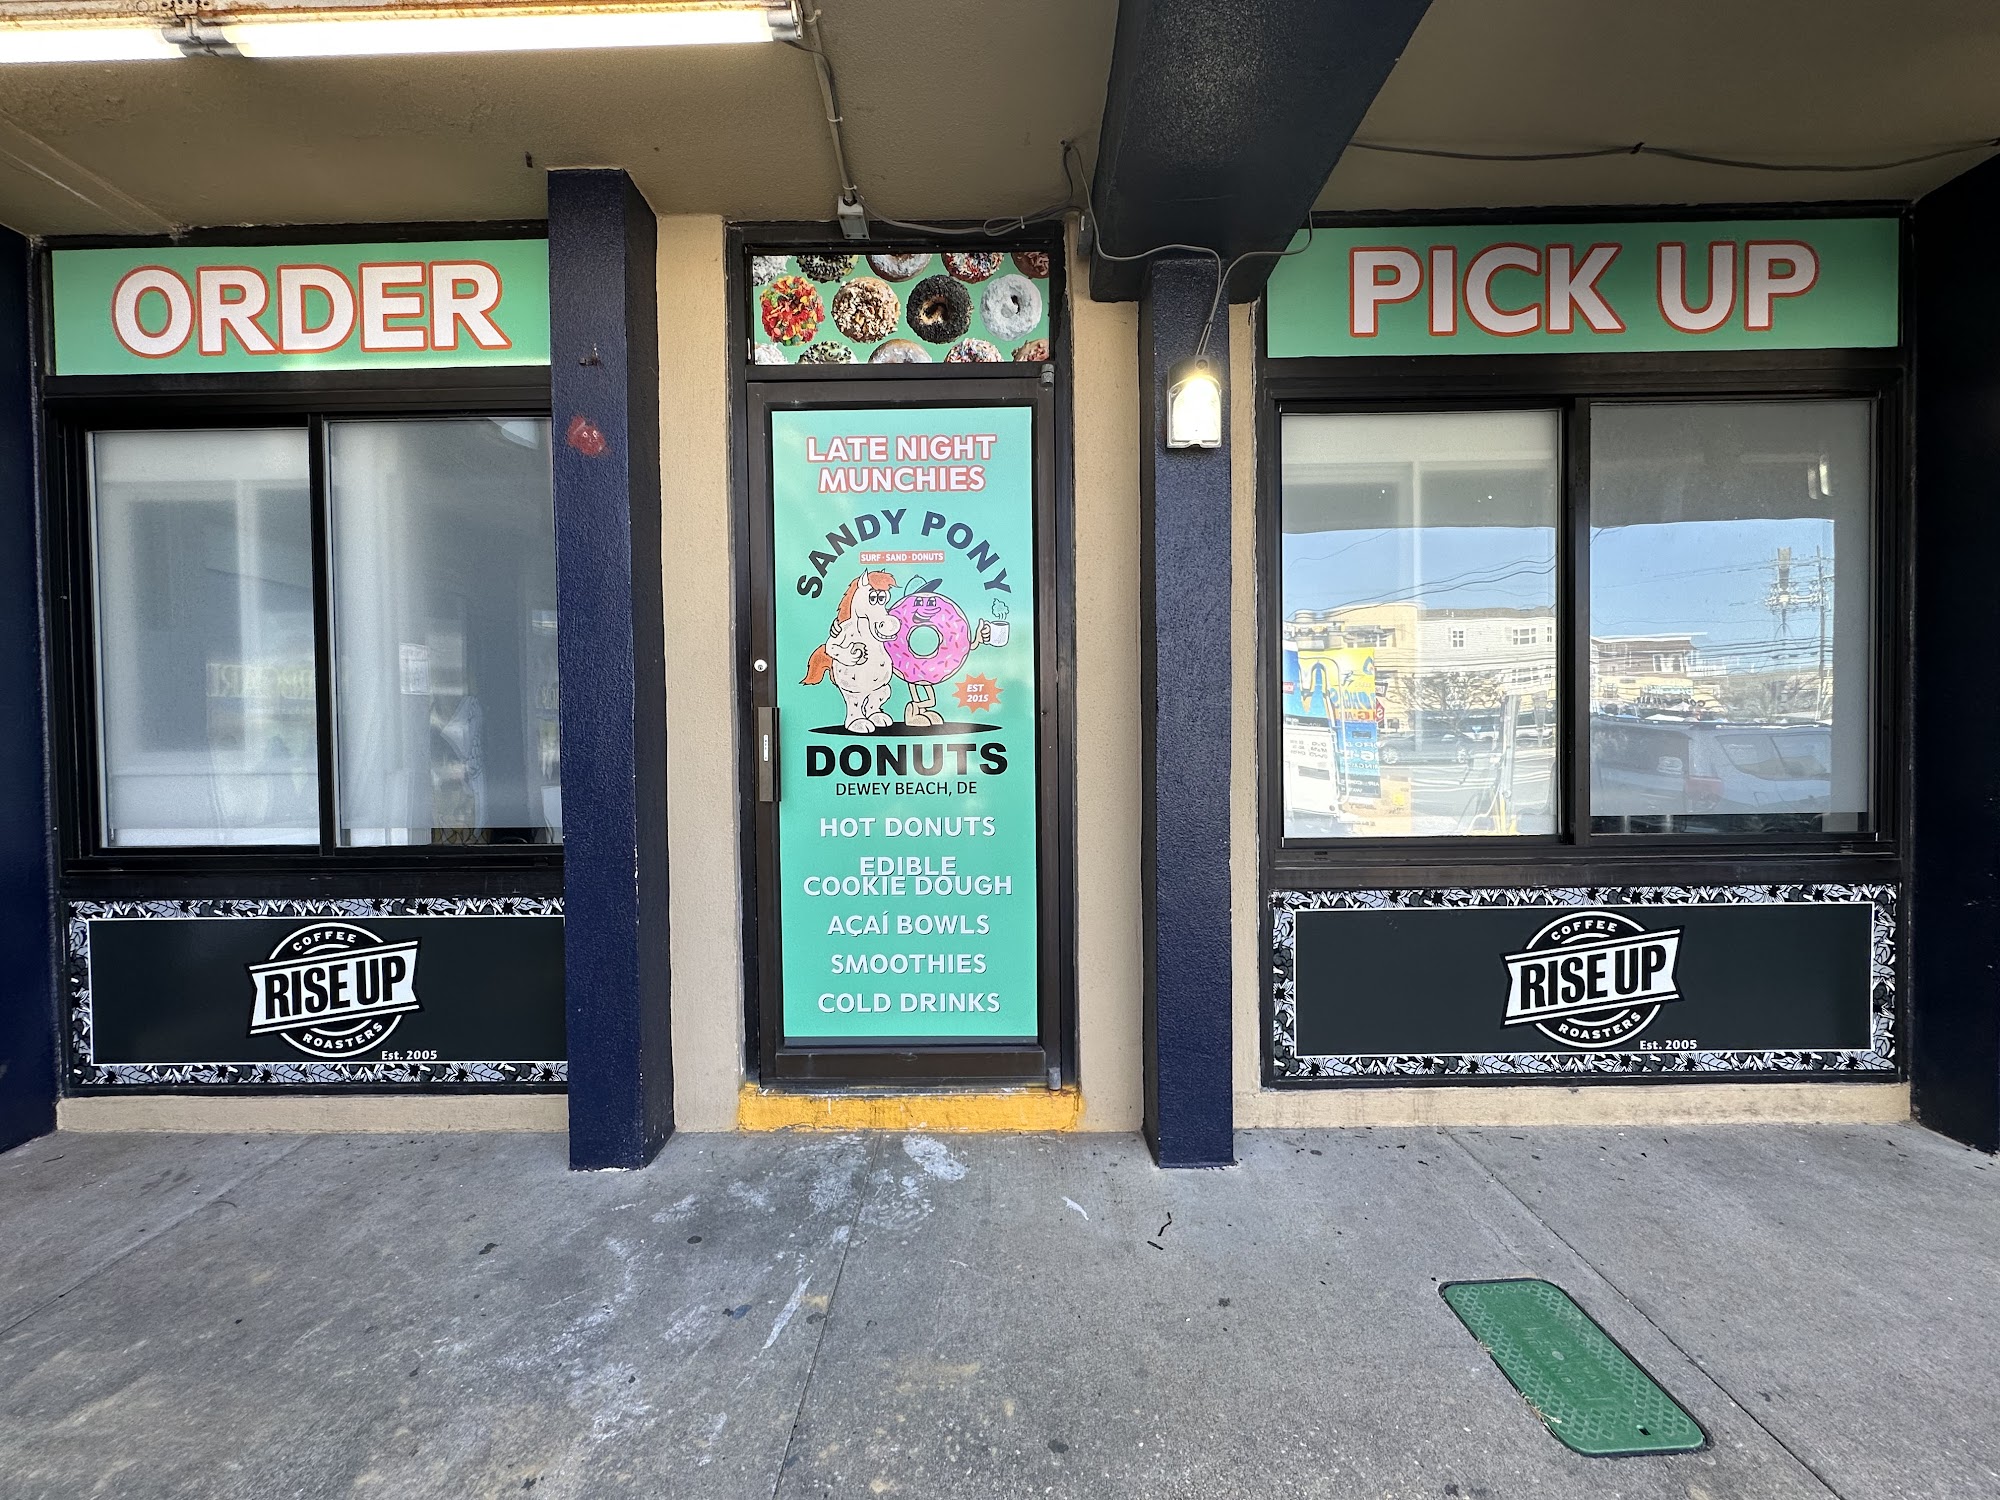 ORDER
PICK UP
LATE NIGHT
MUNCHIES
SANDY PONY
SURF · SAND · DONUTS
EST
2015
DONUTS
DEWEY BEACH, DE
HOT DONUTS
EDIBLE
COOKIE DOUGH
AÇAÍ BOWLS
SMOOTHIES
COLD DRINKS
COFFEE
RISE UP
ROASTERS
Est. 2005
COFFEE
RISE UP
ROASTERS
Est. 2005